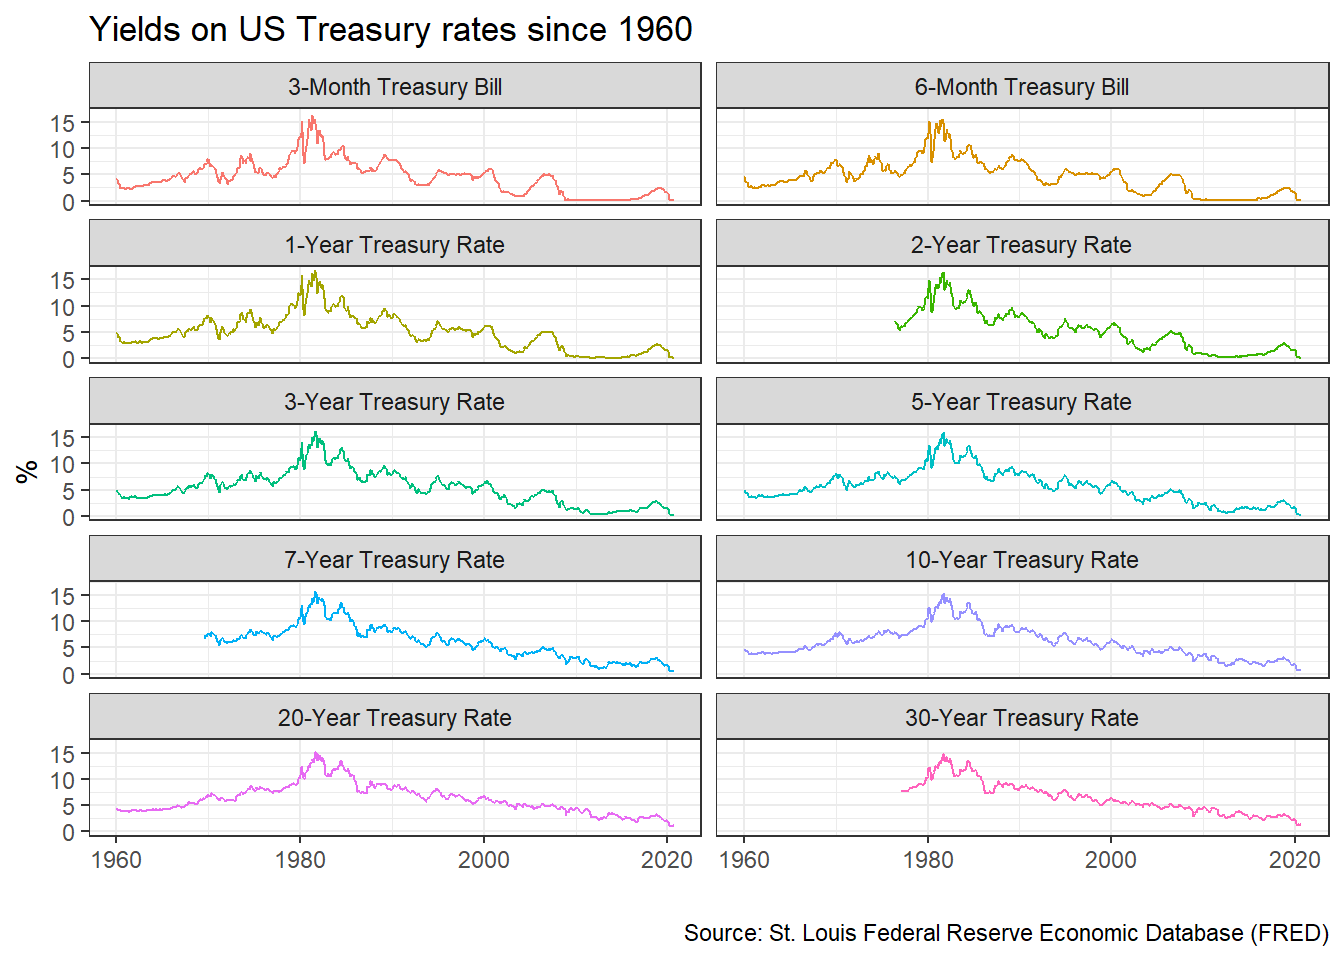 Yields on US Treasury rates since 1960
3-Month Treasury Bill
6-Month Treasury Bill
15
10
5
0
1-Year Treasury Rate
2-Year Treasury Rate
15
10
5
0
3-Year Treasury Rate
5-Year Treasury Rate
%
15
10
5
0
7-Year Treasury Rate
10-Year Treasury Rate
15
10
5
0
20-Year Treasury Rate
30-Year Treasury Rate
15
10
5
0
1960 1980 2000 2020 1960 1980 2000 2020
Source: St. Louis Federal Reserve Economic Database (FRED)